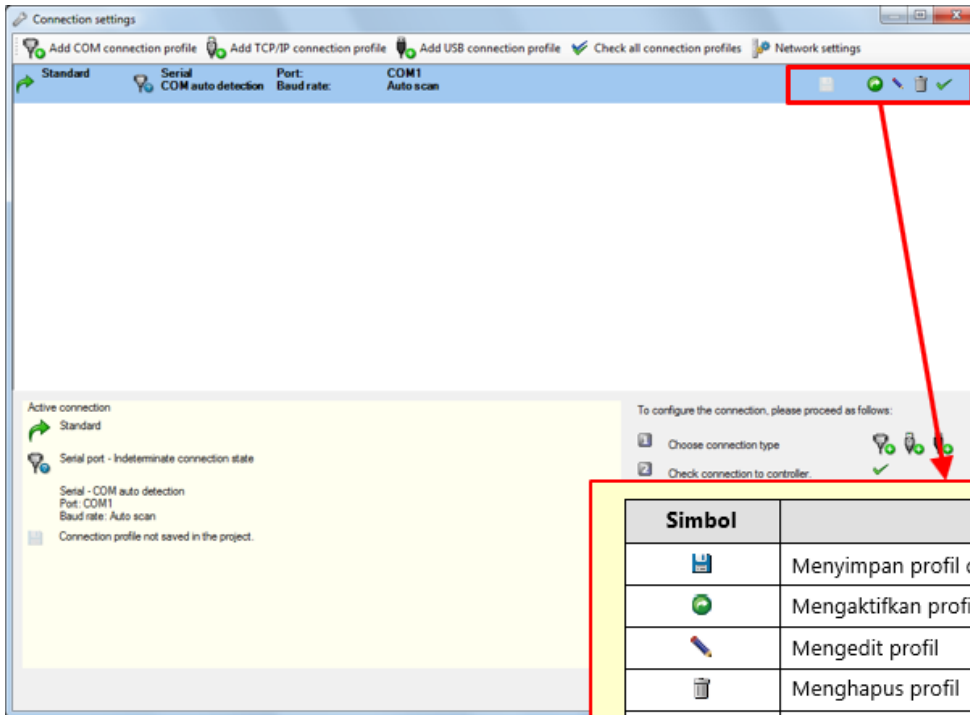 Connection settings
Add COM connection profile Add TCP/IP connection profile Add USB connection profile Check all connection profiles Network settings
Standard Serial Port: COM1
COM auto detection Baud rate: Auto scan
Active connection
Standard
Serial port - Indeterminate connection state
Serial - COM auto detection
Port: COM1
Baud rate: Auto scan
Connection profile not saved in the project.
To configure the connection, please proceed as follows:
1 Choose connection type
2 Check connection to controller.
Simbol
Menyimpan profil
Mengaktifkan profi
Mengedit profil
Menghapus profil